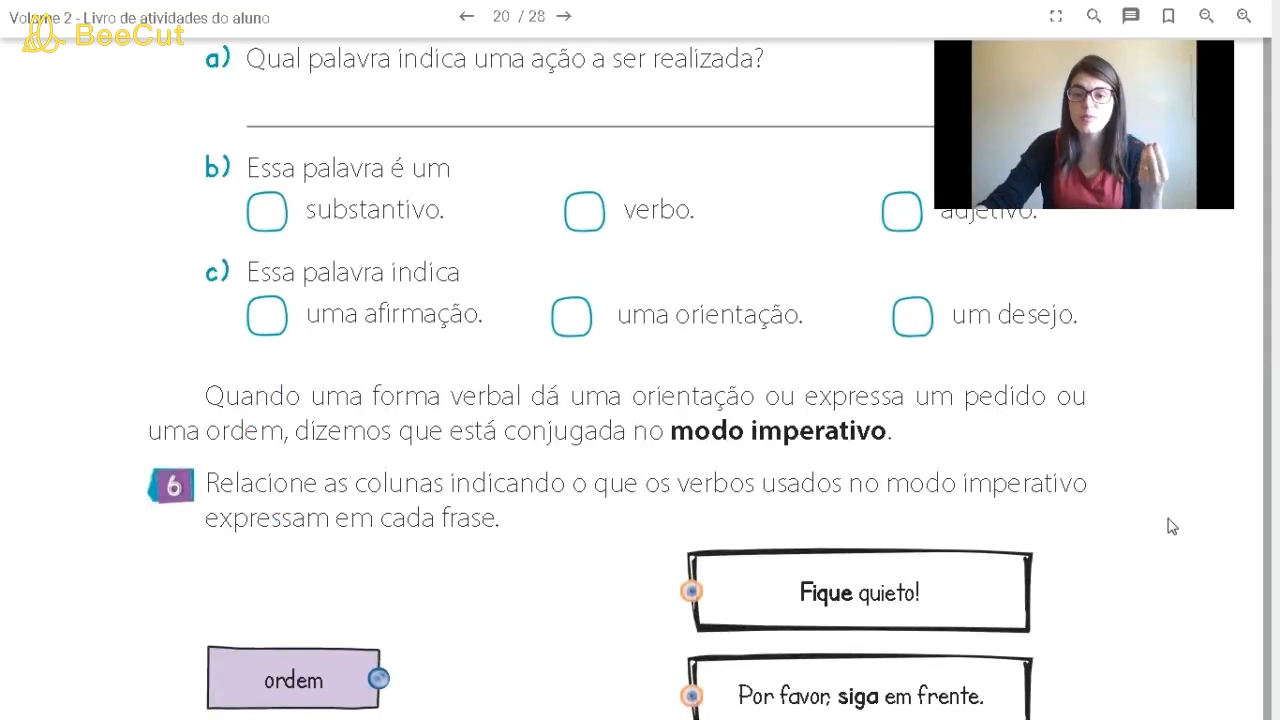 Volume 2 - Livro de atividades do aluno
20 / 28
BeeCut
a) Qual palavra indica uma ação a ser realizada?
b) Essa palavra é um
substantivo. verbo. adjetivo.
c) Essa palavra indica
uma afirmação. uma orientação. um desejo.
Quando uma forma verbal dá uma orientação ou expressa um pedido ou
uma ordem, dizemos que está conjugada no modo imperativo.
6 Relacione as colunas indicando o que os verbos usados no modo imperativo
expressam em cada frase.
Fique quieto!
ordem
Por favor, siga em frente.